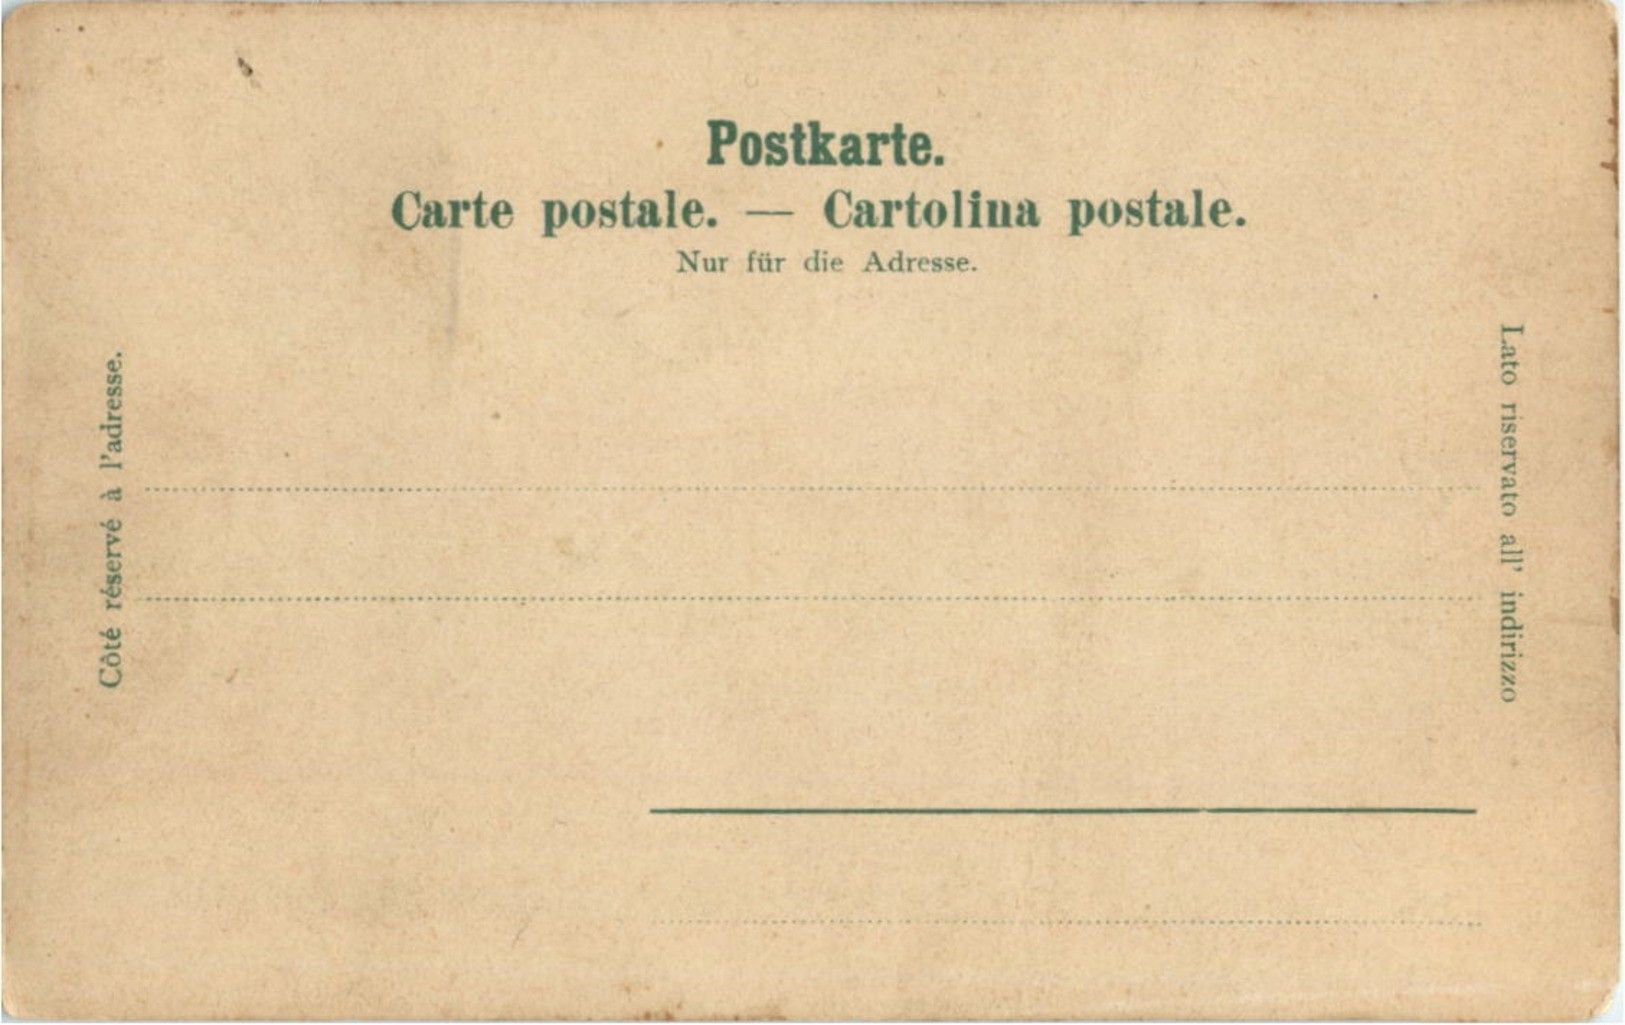 Postkarte.
Carte postale. — Cartolina postale.
Nur für die Adresse.
Côté réservé à l'adresse.
Lato riservato all' indirizzo